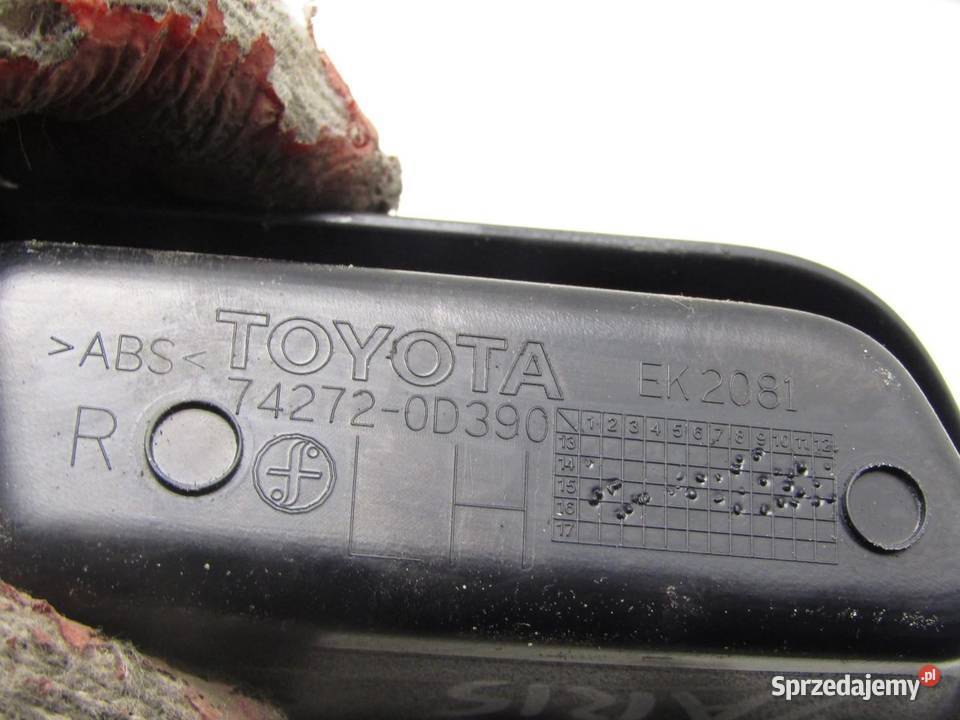 >ABS< TOYOTA EK2081
74272-0D390
R
LH
1 2 3 4 5 6 7 8 9 10 11 12
13
14
15
16
17
Sprzedajemy.pl